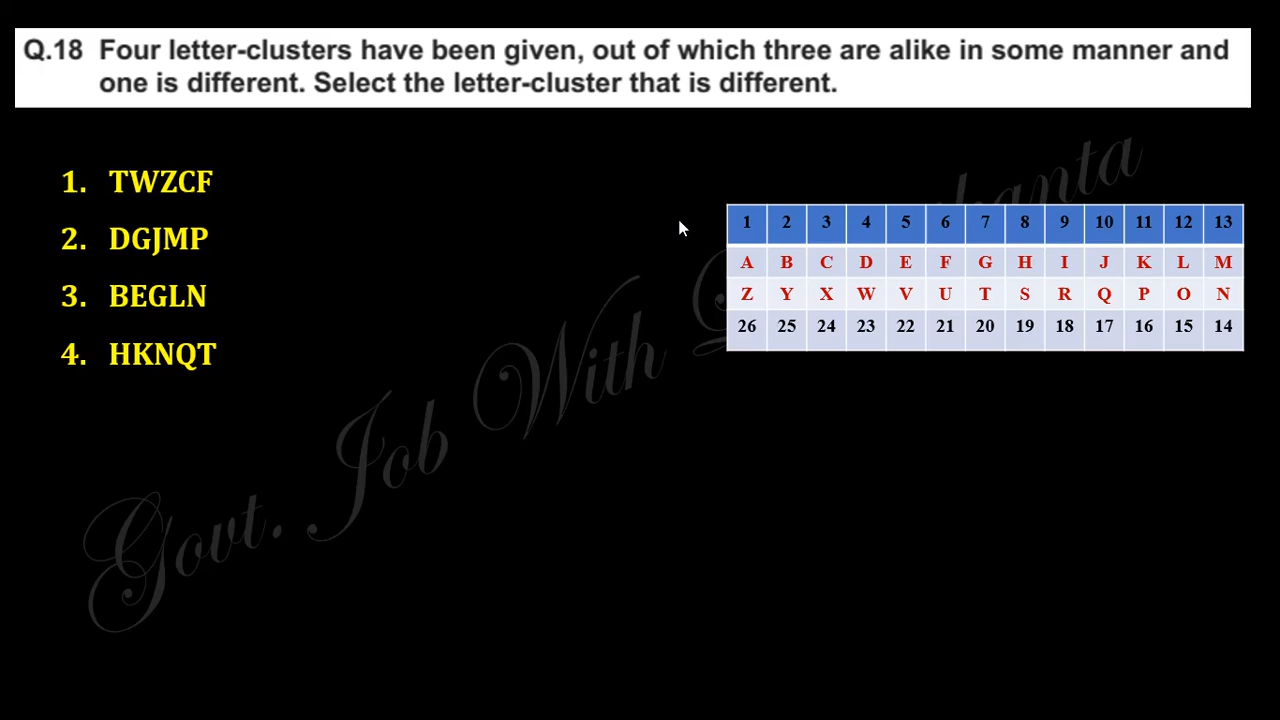 Q.18 Four letter-clusters have been given, out of which three are alike in some manner and
one is different. Select the letter-cluster that is different.
1. TWZCF
2. DGJMP
3. BEGLN
4. HKNQT
1 2 3 4 5 6 7 8 9 10 11 12 13
A B C D E F G H I J K L M
Z Y X W V U T S R Q P O N
26 25 24 23 22 21 20 19 18 17 16 15 14
Govt. Job With